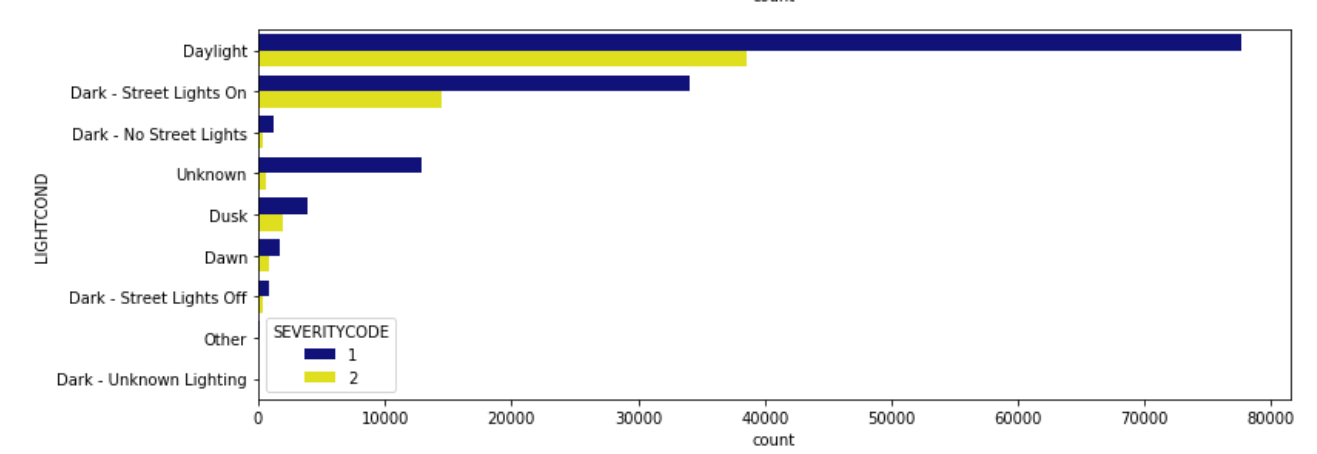 count
Daylight
Dark - Street Lights On
Dark - No Street Lights
Unknown
Dusk
Dawn
Dark - Street Lights Off
Other
Dark - Unknown Lighting
LIGHTCOND
SEVERITYCODE
1
2
0 10000 20000 30000 40000 50000 60000 70000 80000
count